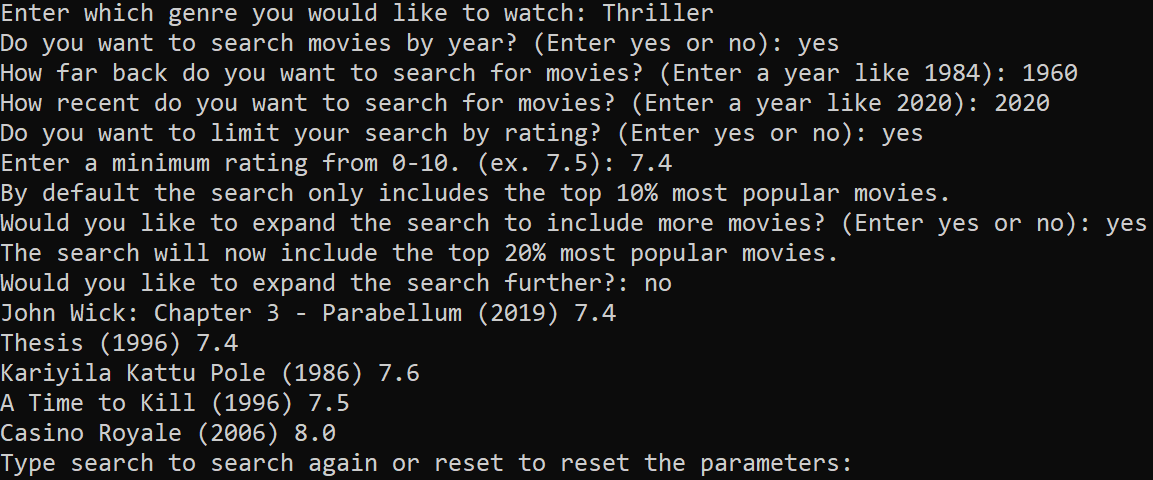 Enter which genre you would like to watch: Thriller
Do you want to search movies by year? (Enter yes or no): yes
How far back do you want to search for movies? (Enter a year like 1984): 1960
How recent do you want to search for movies? (Enter a year like 2020): 2020
Do you want to limit your search by rating? (Enter yes or no): yes
Enter a minimum rating from 0-10. (ex. 7.5): 7.4
By default the search only includes the top 10% most popular movies.
Would you like to expand the search to include more movies? (Enter yes or no): yes
The search will now include the top 20% most popular movies.
Would you like to expand the search further?: no
John Wick: Chapter 3 - Parabellum (2019) 7.4
Thesis (1996) 7.4
Kariyila Kattu Pole (1986) 7.6
A Time to Kill (1996) 7.5
Casino Royale (2006) 8.0
Type search to search again or reset to reset the parameters: